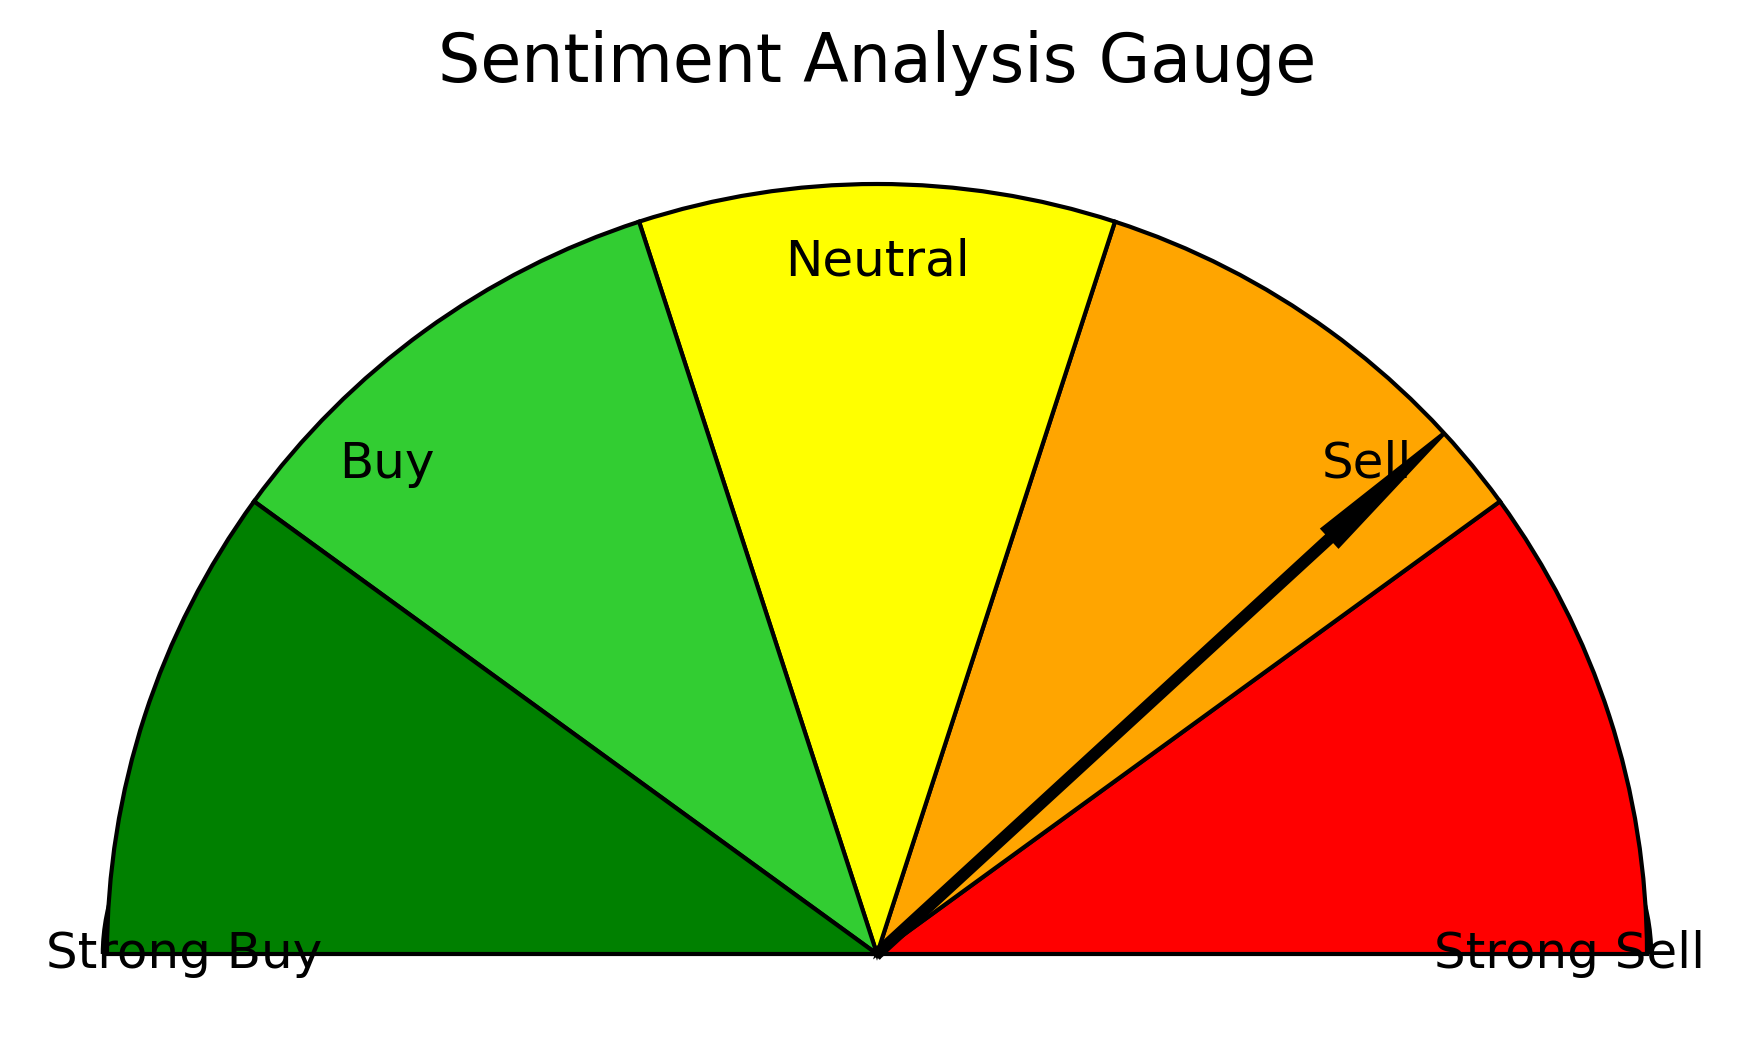 Sentiment Analysis Gauge
Neutral
Buy
Sell
Strong Buy
Strong Sell